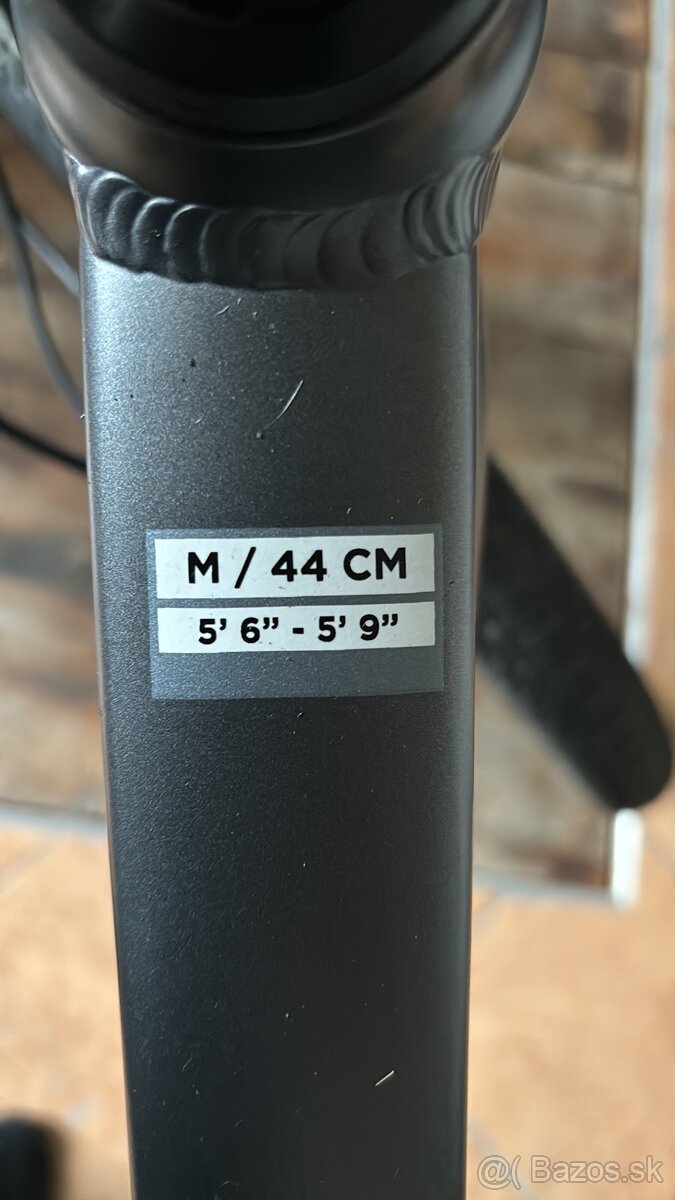 M / 44 CM
5’ 6” - 5’ 9”
@( Bazos.sk